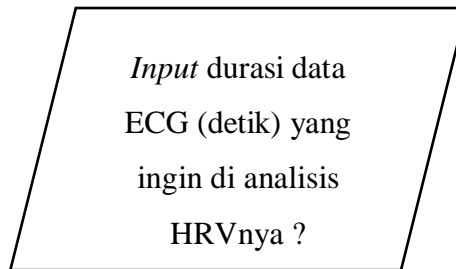 Input durasi data
ECG (detik) yang
ingin di analisis
HRVnya ?